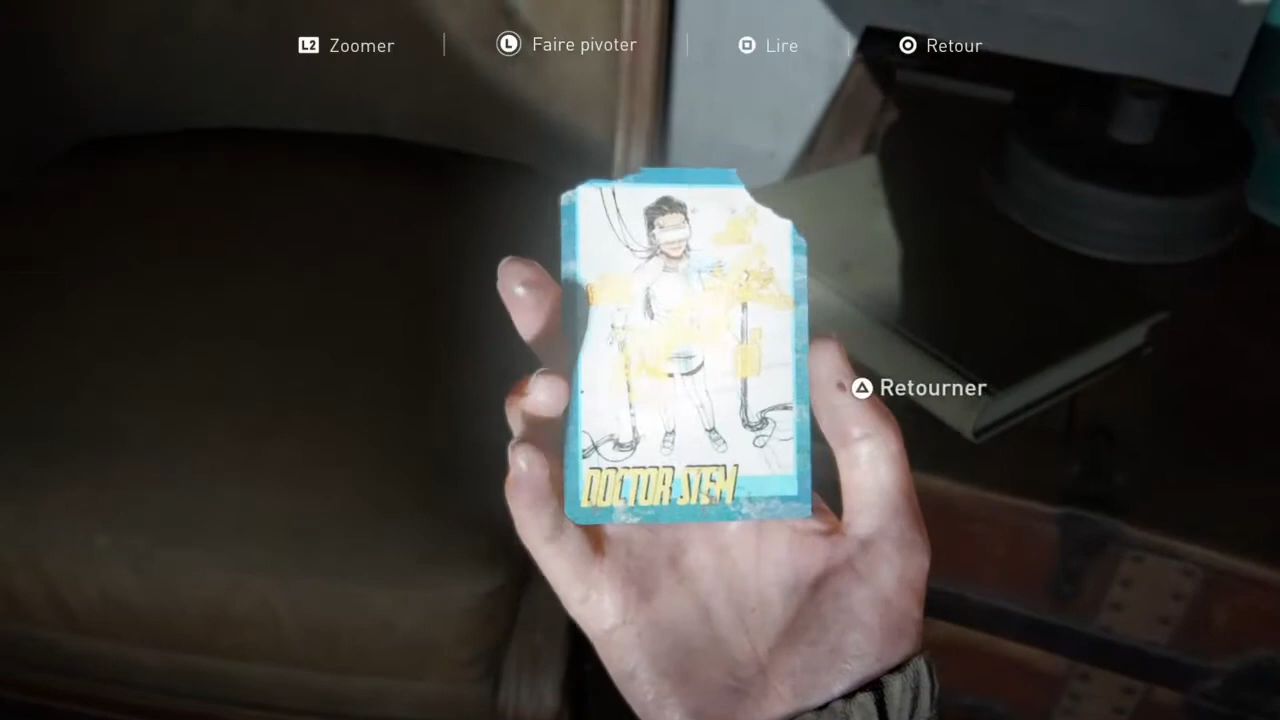 L2 Zoomer
L Faire pivoter
Lire
Retour
Retourner
DOCTOR STEM